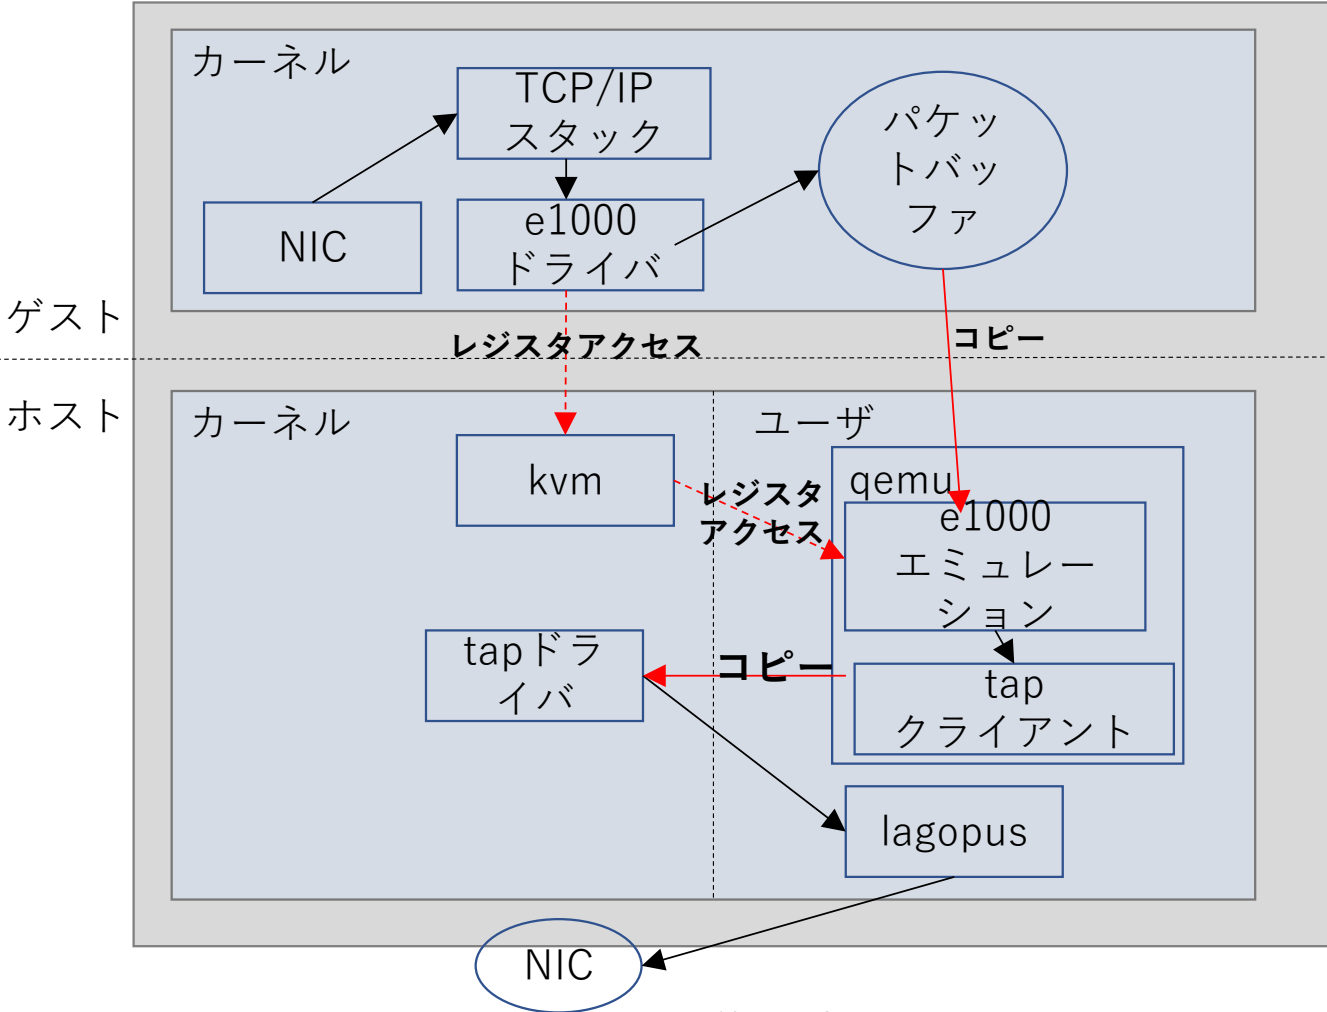 カーネル
TCP/IP
スタック
パケッ
トバッ
ファ
NIC
e1000
ドライバ
ゲスト
レジスタアクセス
コピー
ホスト
カーネル
ユーザ
kvm
qemu
レジスタ
アクセス
e1000
エミュレー
ション
tapドラ
イバ
コピー
tap
クライアント
lagopus
NIC